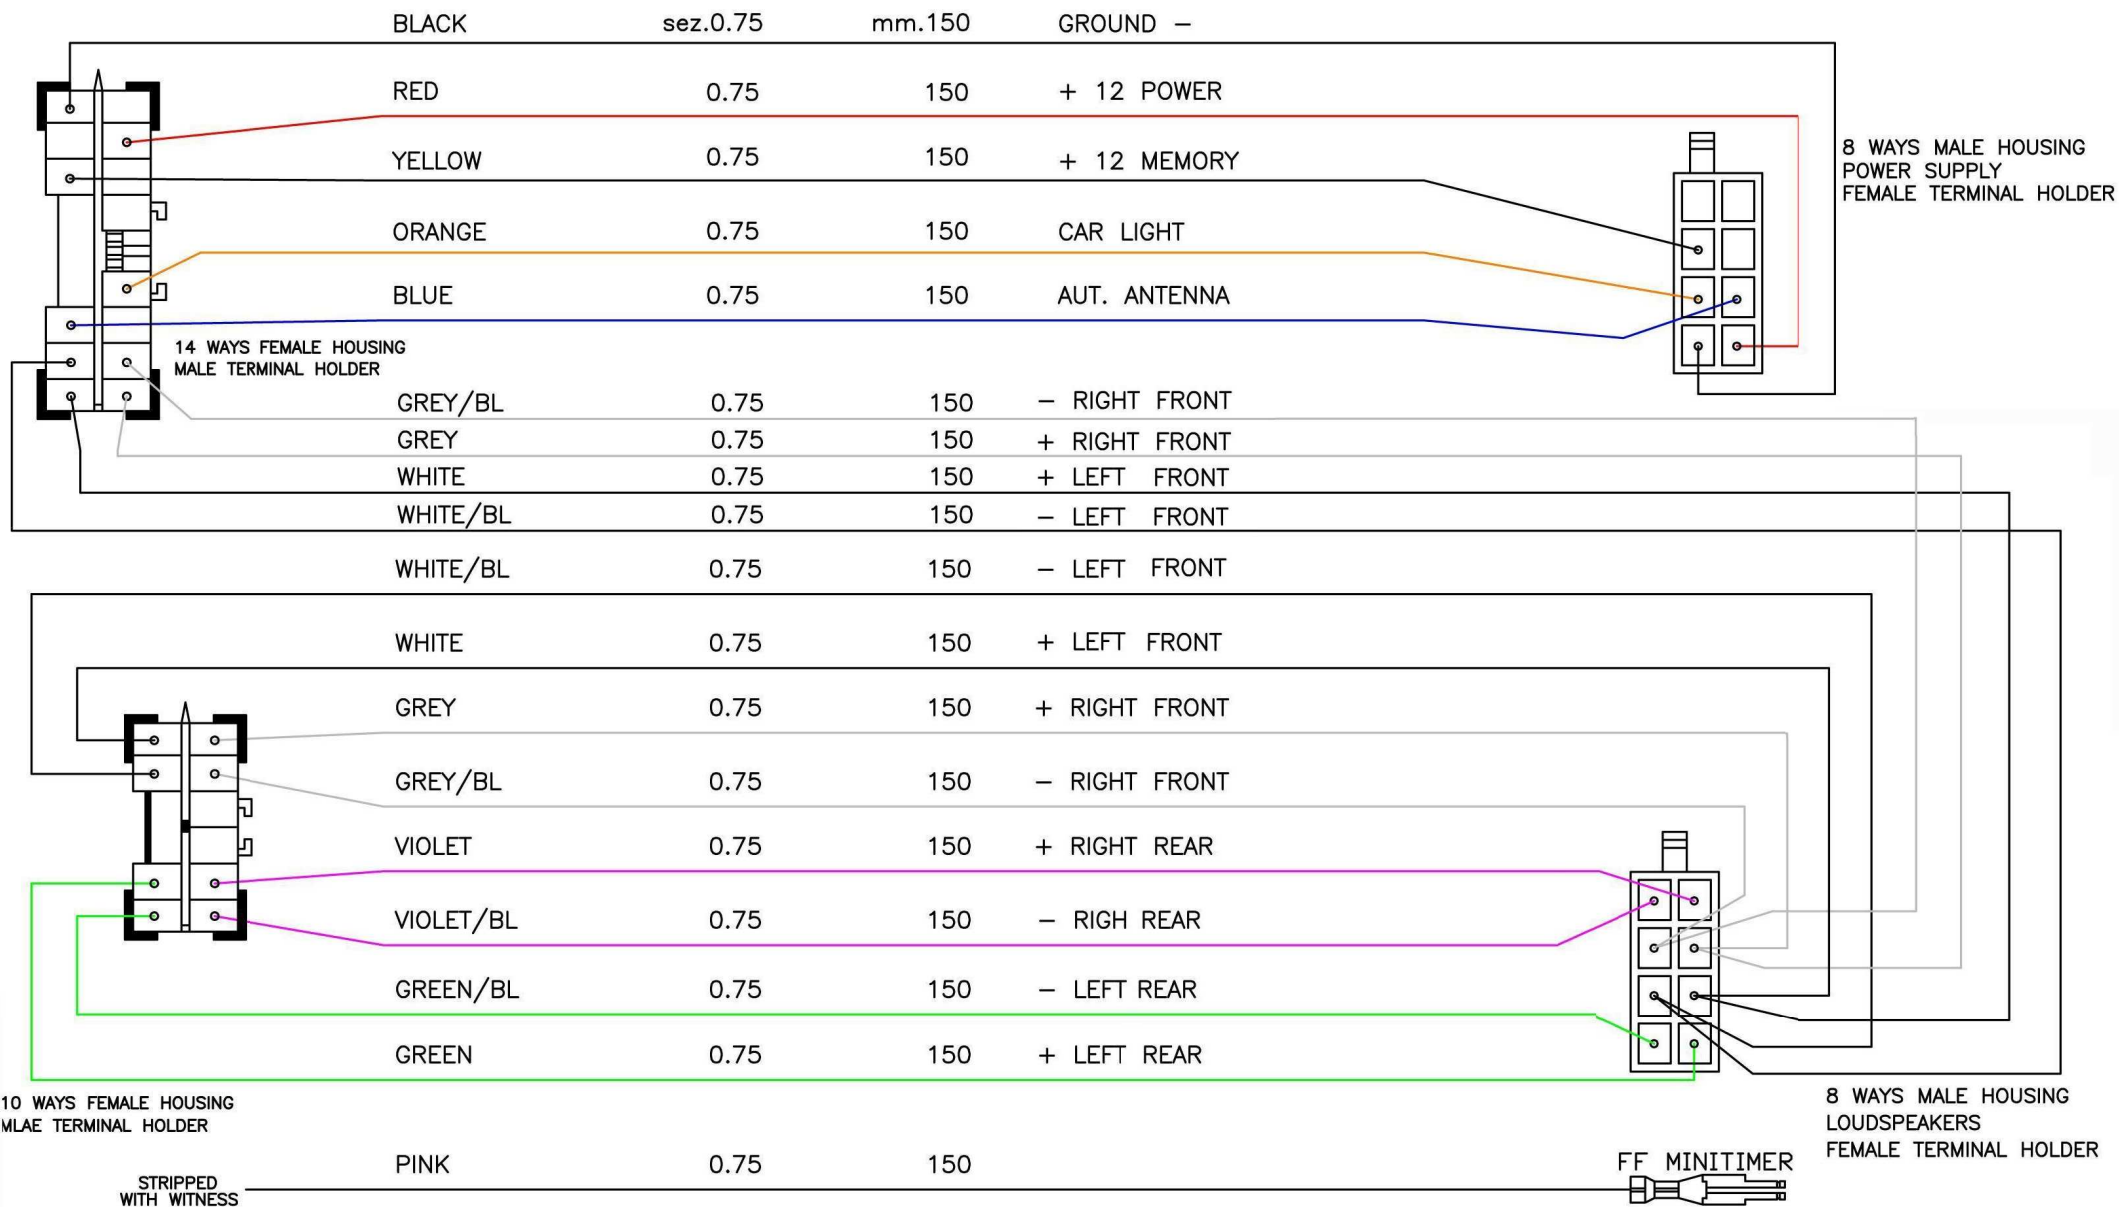 BLACK sez.0.75 mm.150 GROUND -
RED 0.75 150 + 12 POWER
YELLOW 0.75 150 + 12 MEMORY
8 WAYS MALE HOUSING
POWER SUPPLY
FEMALE TERMINAL HOLDER
ORANGE 0.75 150 CAR LIGHT
BLUE 0.75 150 AUT. ANTENNA
14 WAYS FEMALE HOUSING
MALE TERMINAL HOLDER
GREY/BL 0.75 150 - RIGHT FRONT
GREY 0.75 150 + RIGHT FRONT
WHITE 0.75 150 + LEFT FRONT
WHITE/BL 0.75 150 - LEFT FRONT
WHITE/BL 0.75 150 - LEFT FRONT
WHITE 0.75 150 + LEFT FRONT
GREY 0.75 150 + RIGHT FRONT
GREY/BL 0.75 150 - RIGHT FRONT
VIOLET 0.75 150 + RIGHT REAR
VIOLET/BL 0.75 150 - RIGH REAR
GREEN/BL 0.75 150 - LEFT REAR
GREEN 0.75 150 + LEFT REAR
10 WAYS FEMALE HOUSING
MLAE TERMINAL HOLDER
8 WAYS MALE HOUSING
LOUDSPEAKERS
FEMALE TERMINAL HOLDER
PINK 0.75 150
FF MINITIMER
STRIPPED
WITH WITNESS